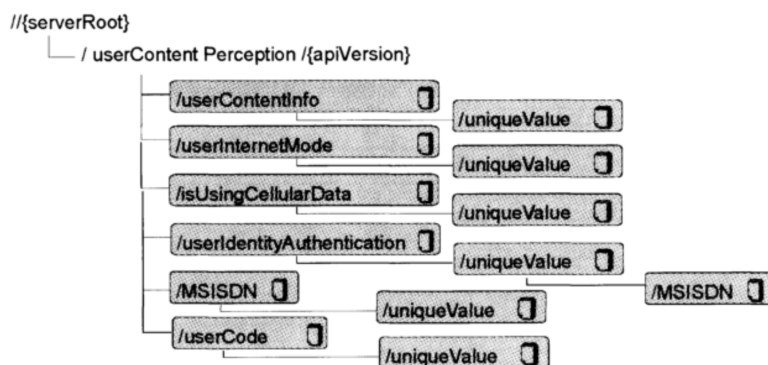 //{serverRoot}
/ userContent Perception /{apiVersion}
/userContentInfo
/uniqueValue
/userInternetMode
/uniqueValue
/isUsingCellularData
/uniqueValue
/userIdentityAuthentication
/uniqueValue
/MSISDN
/MSISDN
/uniqueValue
/userCode
/uniqueValue